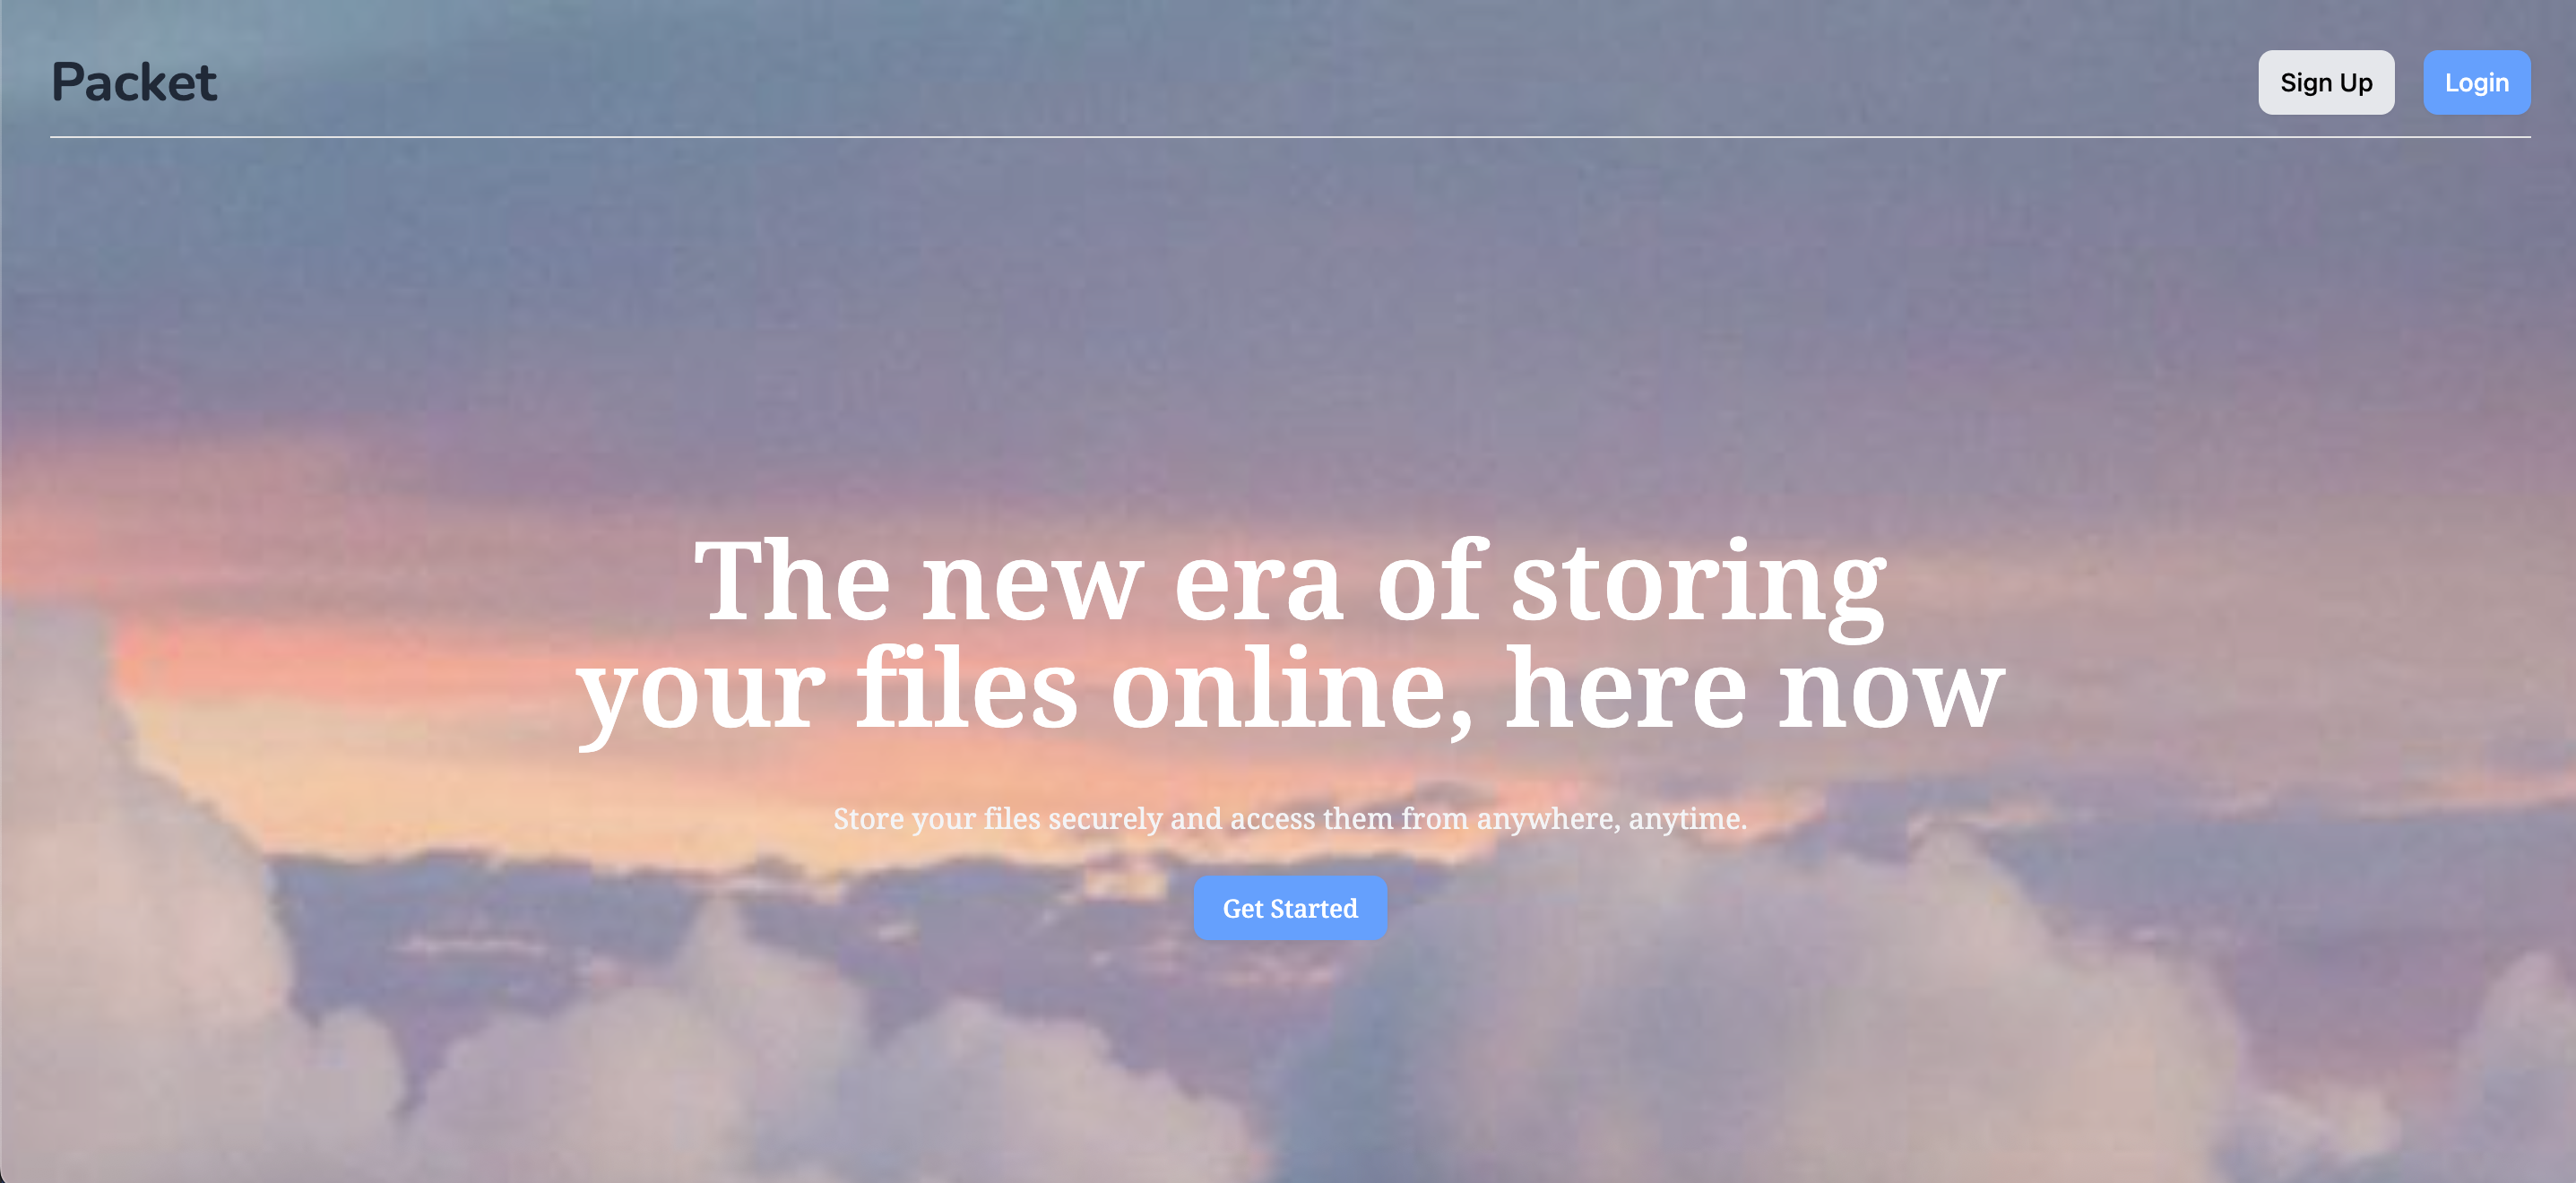 Packet
Sign Up
Login
The new era of storing
your files online, here now
Store your files securely and access them from anywhere, anytime.
Get Started